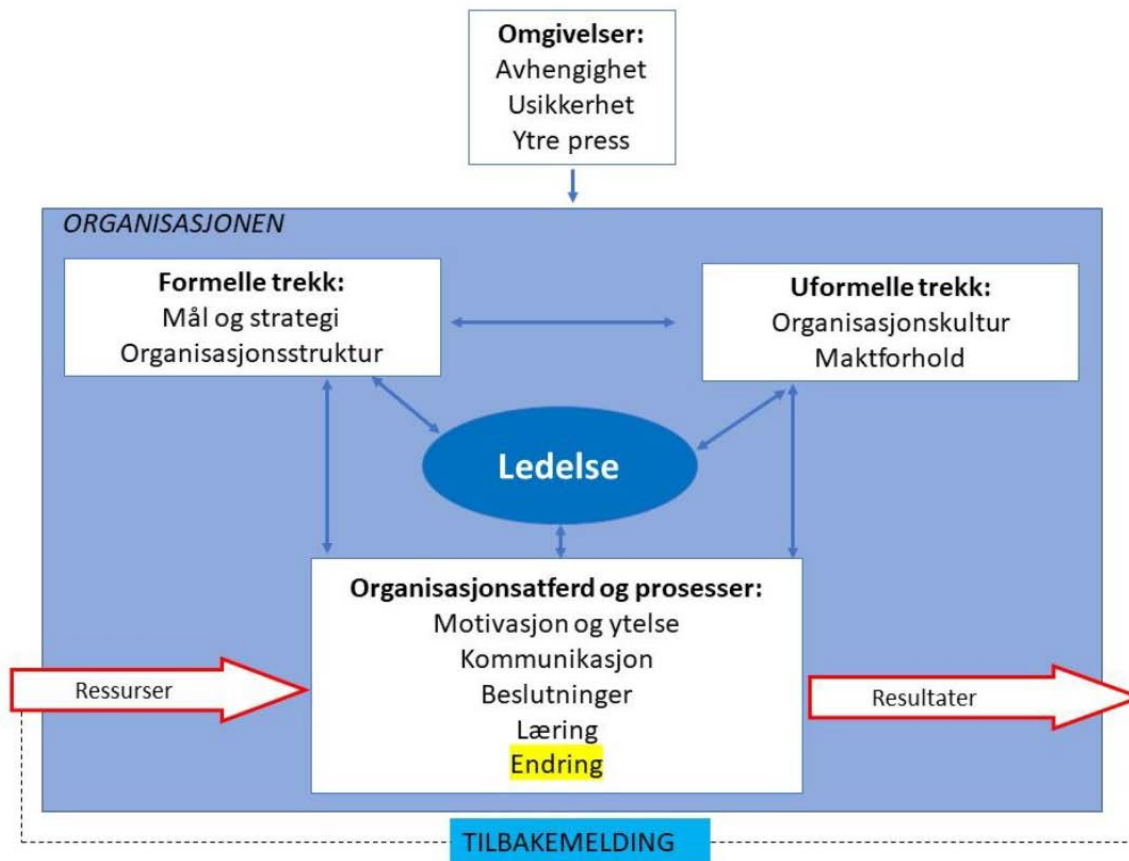 Omgivelser:
Avhengighet
Usikkerhet
Ytre press
ORGANISASJONEN
Formelle trekk:
Mål og strategi
Organisasjonsstruktur
Uformelle trekk:
Organisasjonskultur
Maktforhold
Ledelse
Organisasjonsatferd og prosesser:
Motivasjon og ytelse
Kommunikasjon
Beslutninger
Læring
Endring
Ressurser
Resultater
TILBAKEMELDING